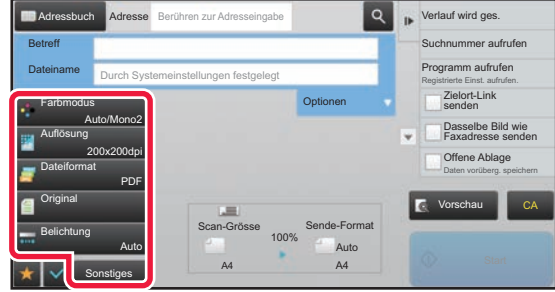 Adressbuch
Adresse
Berühren zur Adresseingabe
Betreff
Dateiname
Durch Systemeinstellungen festgelegt
Optionen
Farbmodus
Auto/Mono2
Auflösung
200x200dpi
Dateiformat
PDF
Original
Belichtung
Auto
Sonstiges
Scan-Grösse
A4
100%
Sende-Format
Auto
A4
Verlauf wird ges.
Suchnummer aufrufen
Programm aufrufen
Registrierte Einst. aufrufen.
Zielort-Link
senden
Dasselbe Bild wie
Faxadresse senden
Offene Ablage
Daten vorüberg. speichern
Vorschau
CA
Start